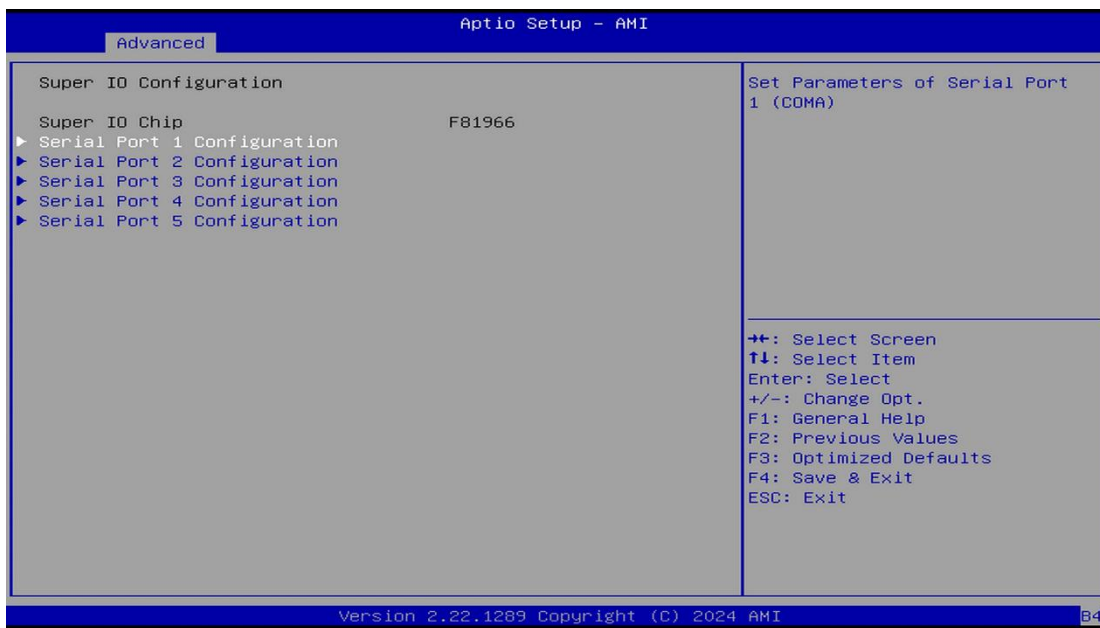 Aptio Setup - AMI
Advanced
Super IO Configuration
Super IO Chip F81966
▶ Serial Port 1 Configuration
▶ Serial Port 2 Configuration
▶ Serial Port 3 Configuration
▶ Serial Port 4 Configuration
▶ Serial Port 5 Configuration
Set Parameters of Serial Port
1 (COMA)
→←: Select Screen
↑↓: Select Item
Enter: Select
+/-: Change Opt.
F1: General Help
F2: Previous Values
F3: Optimized Defaults
F4: Save & Exit
ESC: Exit
Version 2.22.1289 Copyright (C) 2024 AMI
B4